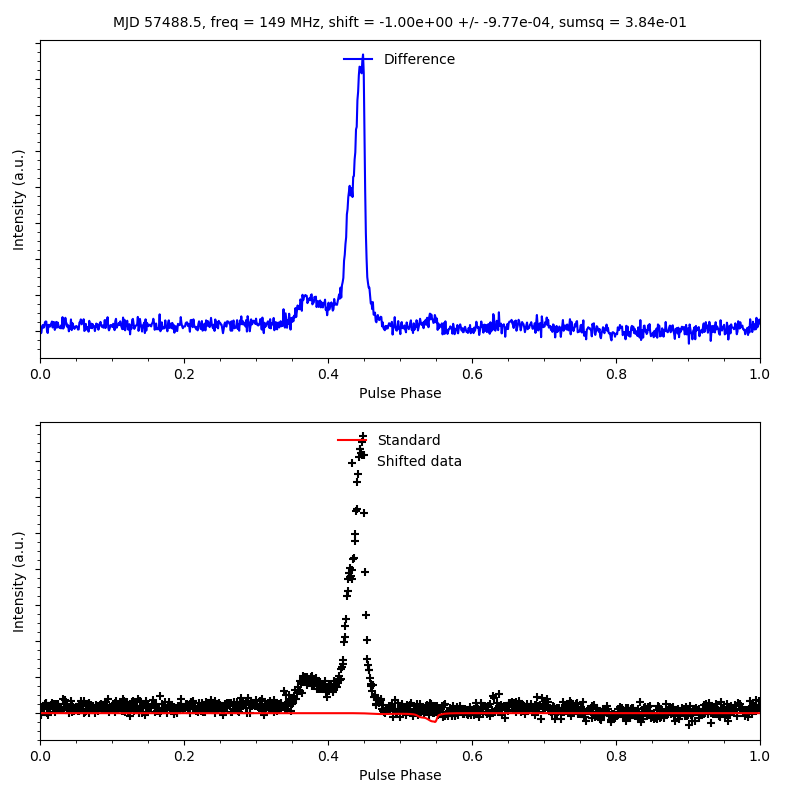 MJD 57488.5, freq = 149 MHz, shift = -1.00e+00 +/- -9.77e-04, sumsq = 3.84e-01
Difference
Intensity (a.u.)
0.0 0.2 0.4 0.6 0.8 1.0
Pulse Phase
Standard
Shifted data
Intensity (a.u.)
0.0 0.2 0.4 0.6 0.8 1.0
Pulse Phase